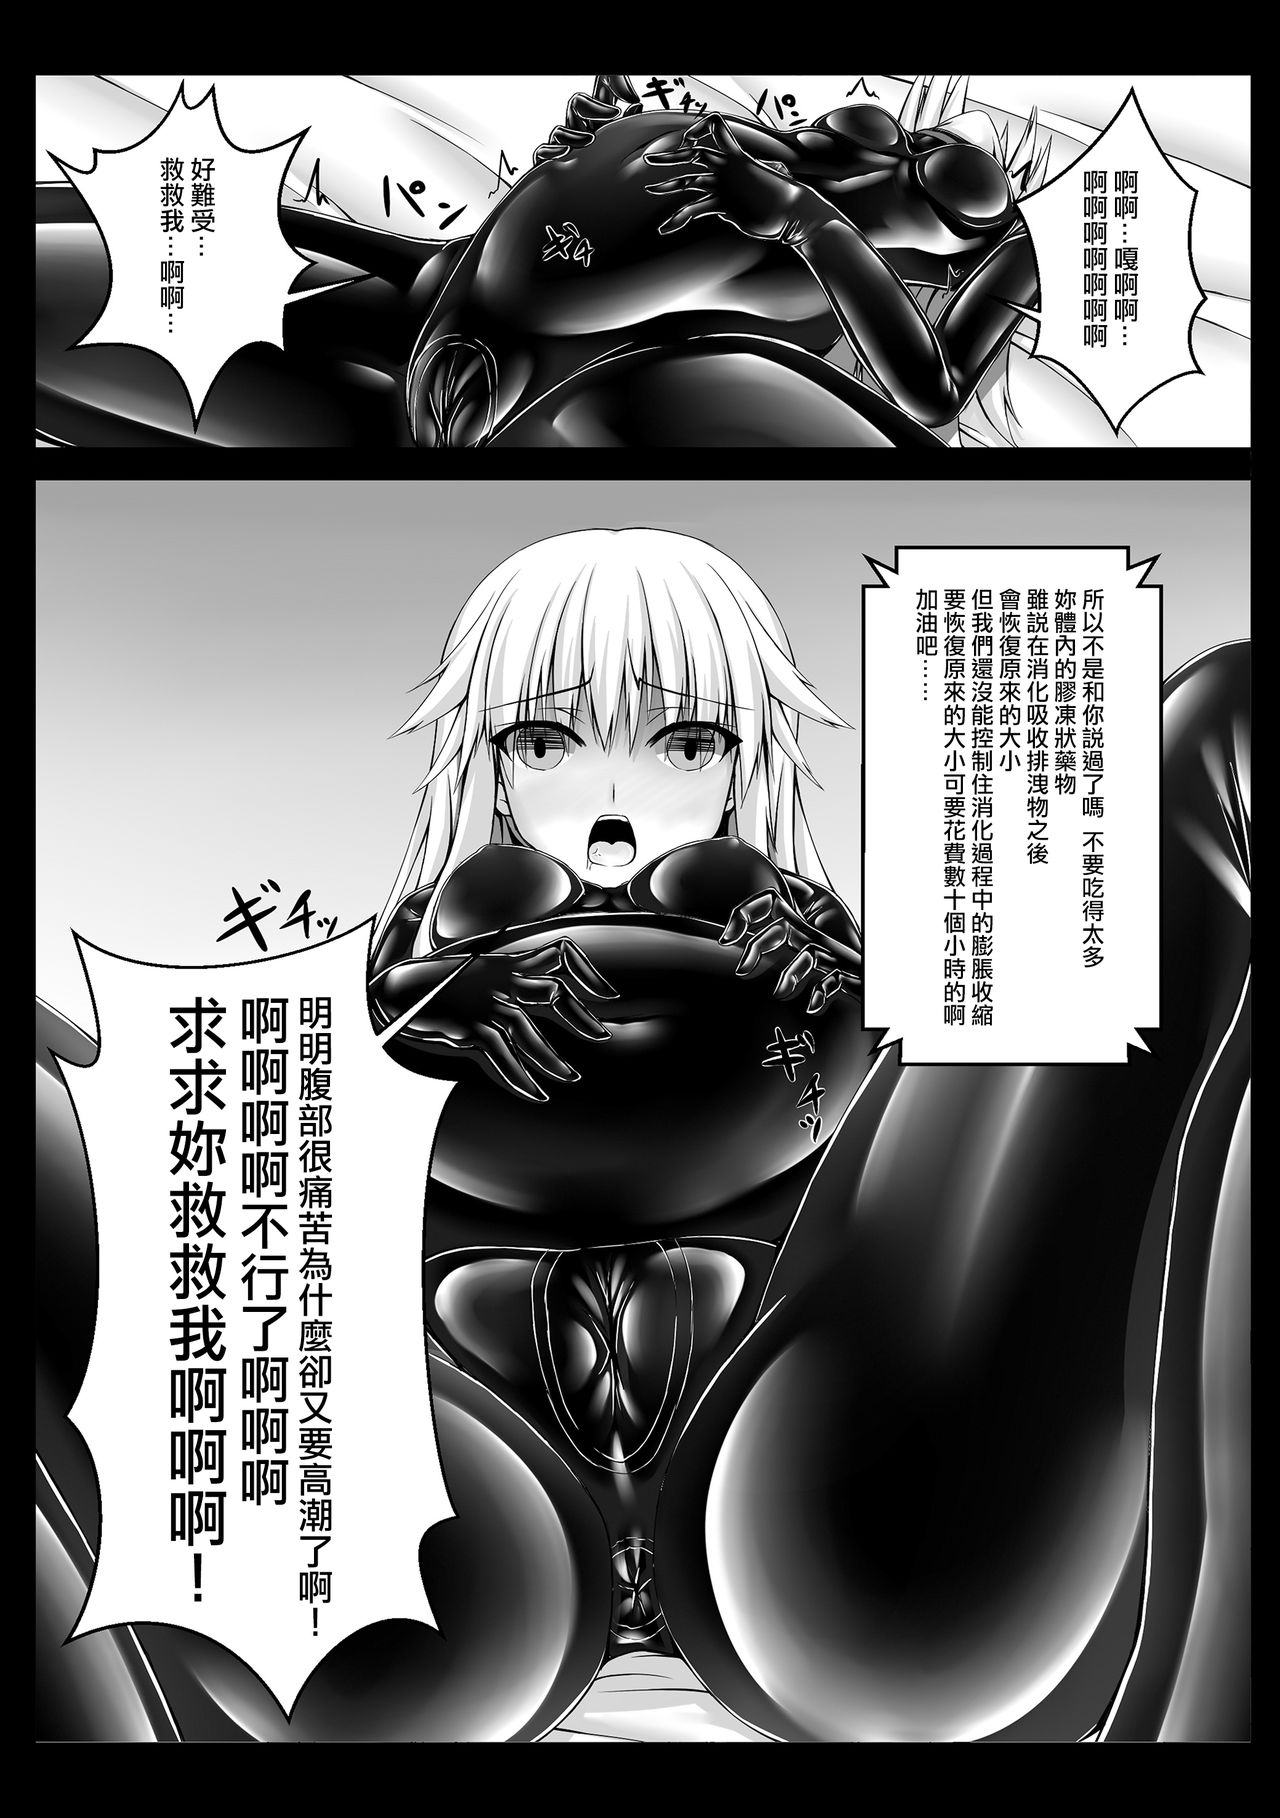 啊啊…嘎啊啊…
啊啊啊啊啊啊啊
ギチッ
パン
パン
ギチ
好難受…
救救我…啊啊…
所以不是和你說過了嗎 不要吃得太多
妳體內的膠凍狀藥物
雖說在消化吸收排洩物之後
會恢復原來的大小
但我們還沒能控制住消化過程中的膨脹收縮
要恢復原來的大小可要花費數十個小時的啊
加油吧……
ギチッ
ギチッ
明明腹部很痛苦為什麼卻又要高潮了啊！
啊啊啊啊不行了啊啊啊
求求妳救救我啊啊啊！